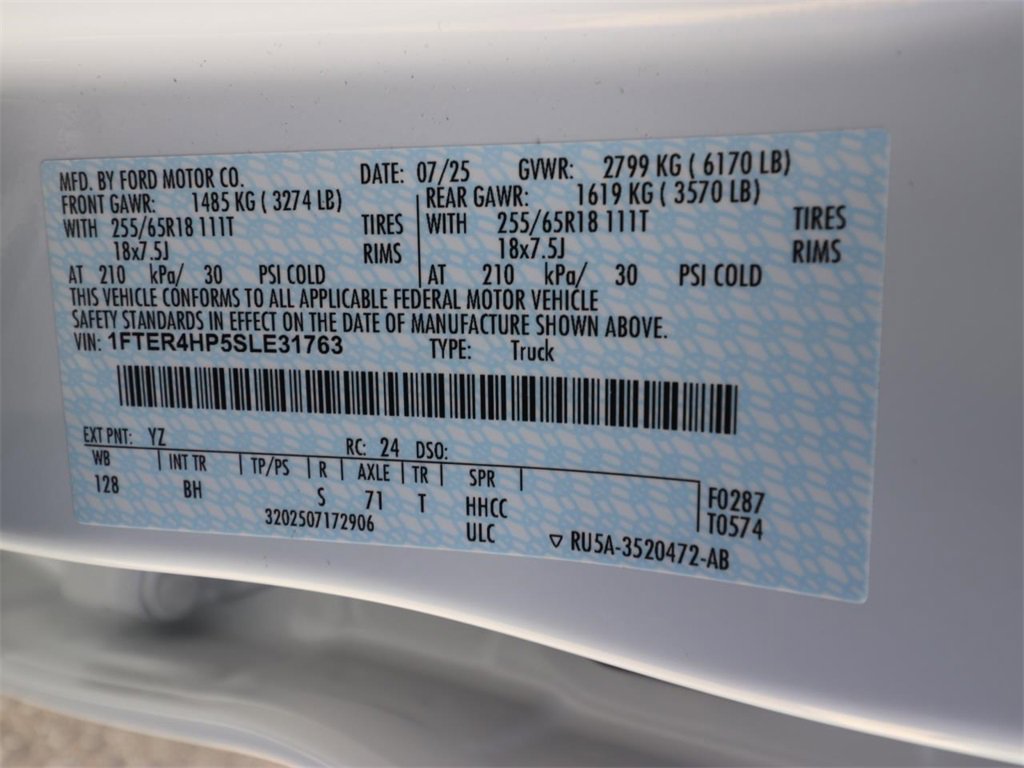 MFD. BY FORD MOTOR CO. DATE: 07/25 GVWR: 2799 KG ( 6170 LB)
FRONT GAWR: 1485 KG ( 3274 LB) REAR GAWR: 1619 KG ( 3570 LB)
WITH 255/65R18 111T TIRES WITH 255/65R18 111T TIRES
18x7.5J RIMS 18x7.5J RIMS
AT 210 kPa/ 30 PSI COLD AT 210 kPa/ 30 PSI COLD
THIS VEHICLE CONFORMS TO ALL APPLICABLE FEDERAL MOTOR VEHICLE
SAFETY STANDARDS IN EFFECT ON THE DATE OF MANUFACTURE SHOWN ABOVE.
VIN: 1FTER4HP5SLE31763 TYPE: Truck
EXT PNT: YZ RC: 24 DSO:
WB INT TR TP/PS R AXLE TR SPR
128 BH S 71 T HHCC F0287
3202507172906 ULC T0574
▽ RU5A-3520472-AB